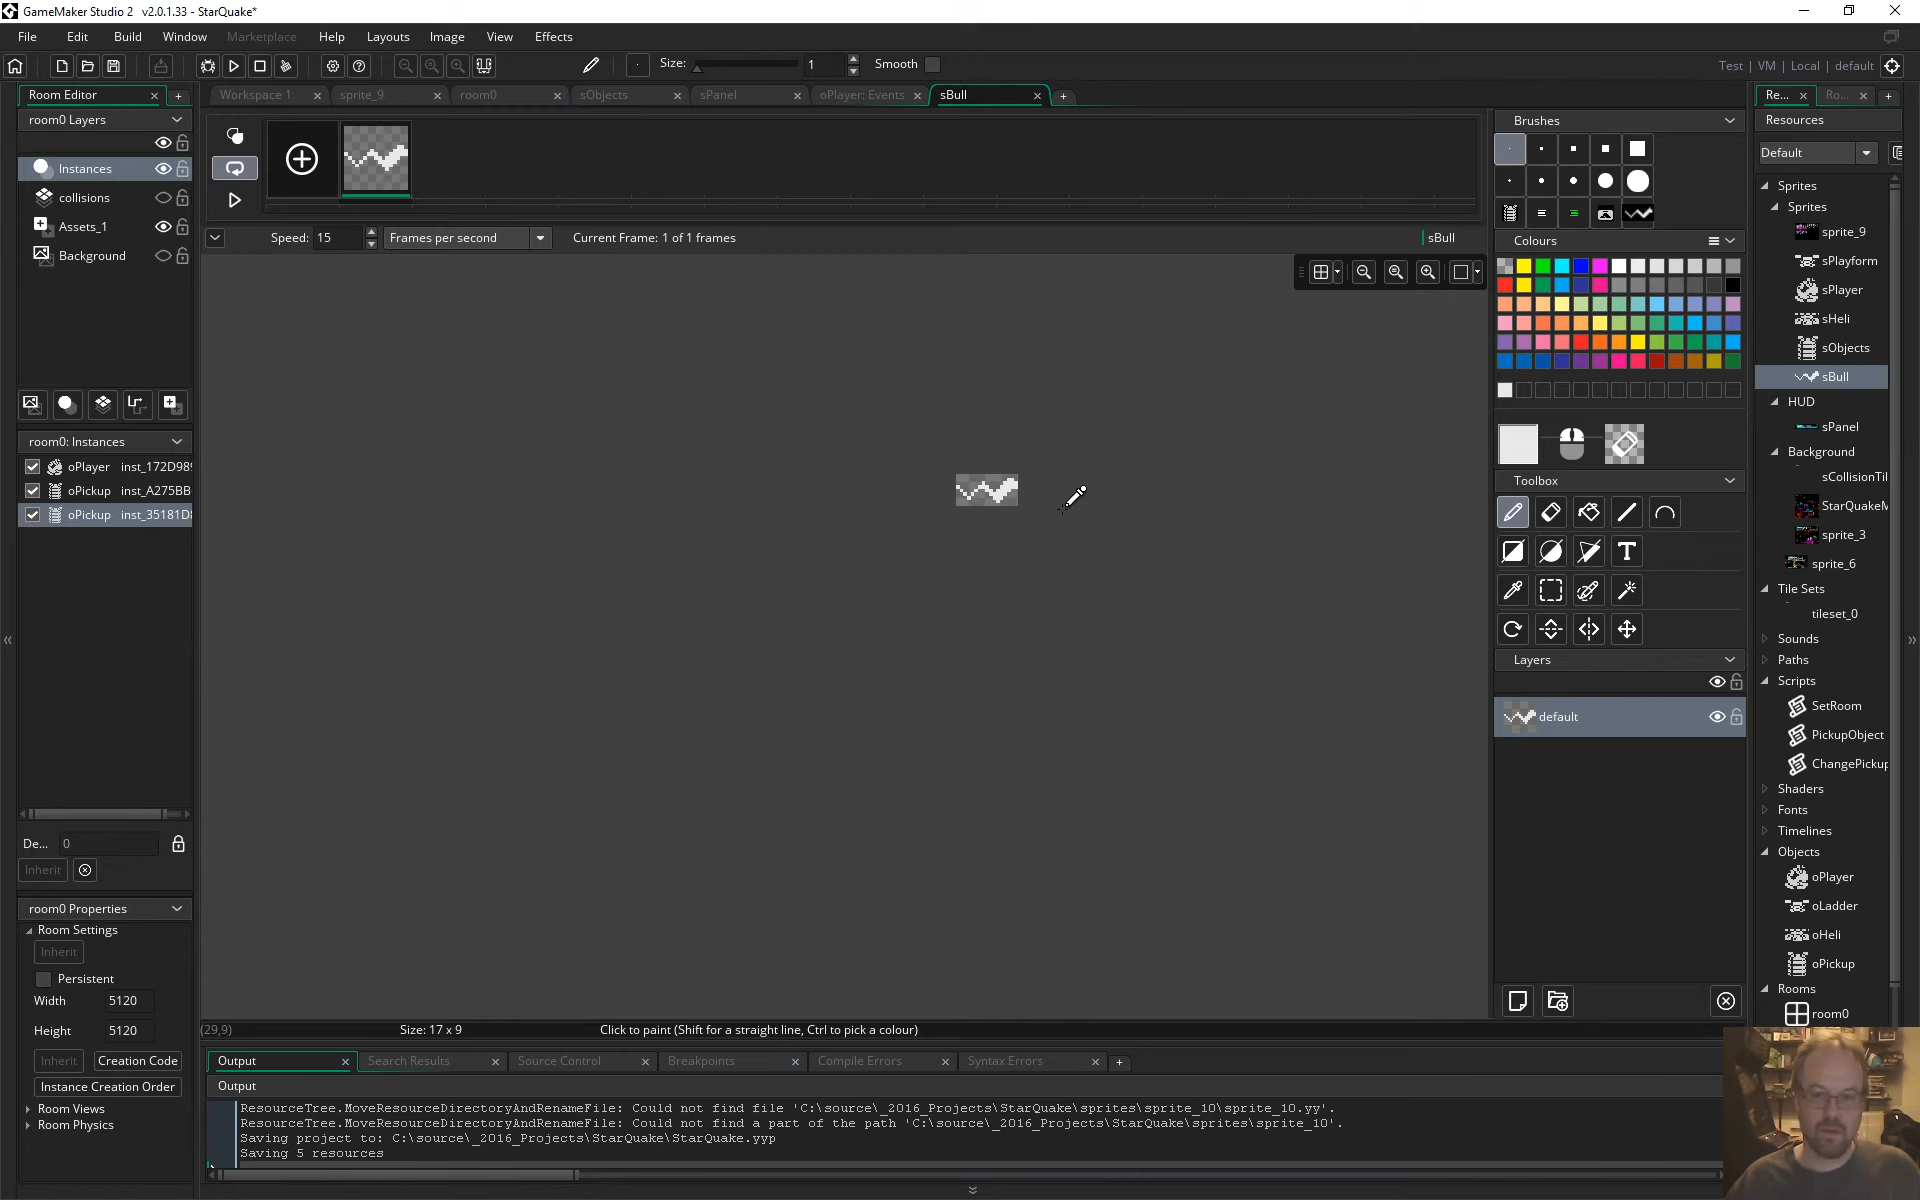 GameMaker Studio 2   v2.0.1.33 - StarQuake*
File Edit Build Window Marketplace Help Layouts Image View Effects
Size: 1 Smooth
Test | VM | Local | default
Room Editor
Workspace 1 sprite_9 room0 sObjects sPanel oPlayer: Events sBull
Re... Ro...
room0 Layers
Brushes
Resources
Default
Instances
collisions
Assets_1
Background
Speed: 15 Frames per second Current Frame: 1 of 1 frames sBull
Colours
Sprites
Sprites
sprite_9
sPlayform
sPlayer
sHeli
sObjects
sBull
HUD
sPanel
Background
sCollisionTil
StarQuakeM
sprite_3
sprite_6
Tile Sets
tileset_0
Sounds
Paths
Scripts
SetRoom
PickupObject
ChangePickup
Shaders
Fonts
Timelines
Objects
oPlayer
oLadder
oHeli
oPickup
Rooms
room0
room0: Instances
oPlayer inst_172D98
oPickup inst_A275BB
oPickup inst_35181D
Toolbox
T
Layers
default
De... 0
Inherit
room0 Properties
Room Settings
Inherit
Persistent
Width 5120
Height 5120
Inherit Creation Code
Instance Creation Order
Room Views
Room Physics
(29,9) Size: 17 x 9 Click to paint (Shift for a straight line, Ctrl to pick a colour)
Output Search Results Source Control Breakpoints Compile Errors Syntax Errors
Output
ResourceTree.MoveResourceDirectoryAndRenameFile: Could not find file 'C:\source\_2016_Projects\StarQuake\sprites\sprite_10\sprite_10.yy'.
ResourceTree.MoveResourceDirectoryAndRenameFile: Could not find a part of the path 'C:\source\_2016_Projects\StarQuake\sprites\sprite_10'.
Saving project to: C:\source\_2016_Projects\StarQuake\StarQuake.yyp
Saving 5 resources